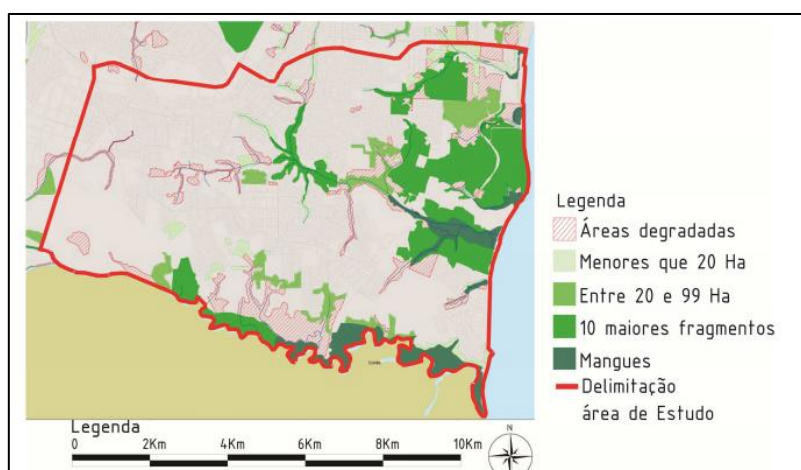 Legenda
Áreas degradadas
Menores que 20 Ha
Entre 20 e 99 Ha
10 maiores fragmentos
Mangues
Delimitação
área de Estudo
Legenda
0 2Km 4Km 6Km 8Km 10Km
N